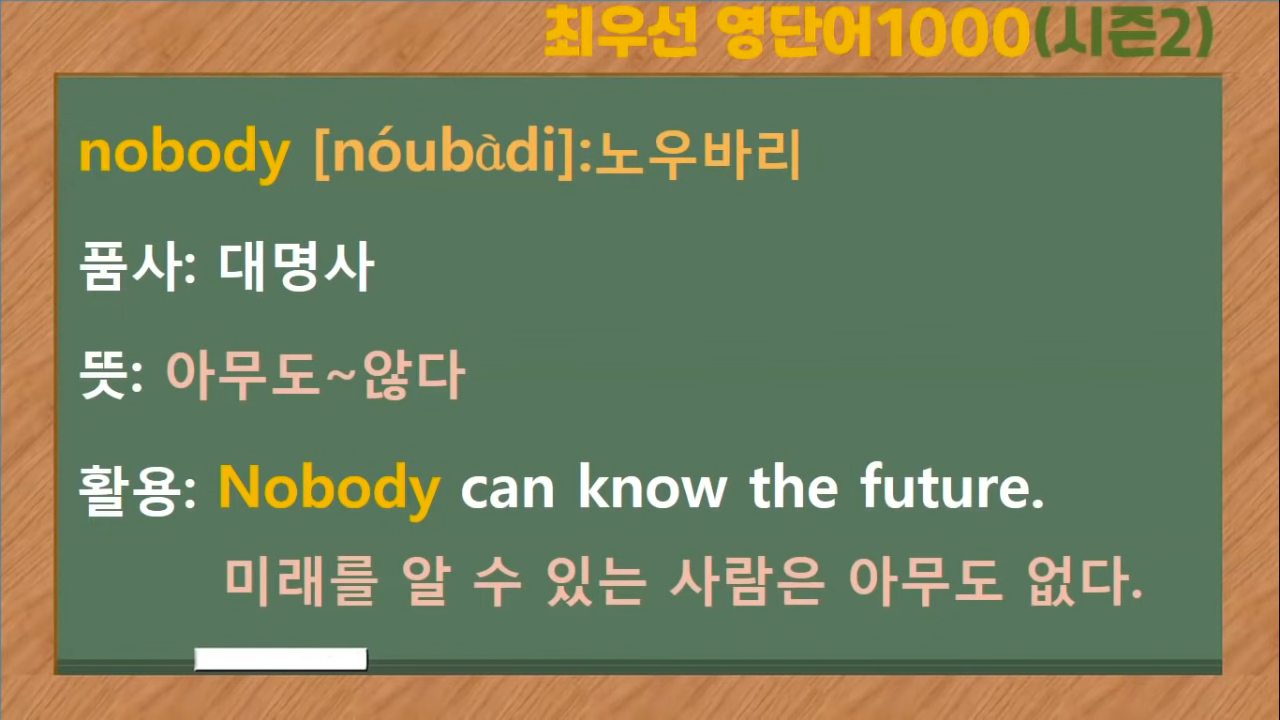 최우선 영단어1000(시즌2)
nobody [nóubàdi]:노우바리
품사: 대명사
뜻: 아무도~않다
활용: Nobody can know the future.
미래를 알 수 있는 사람은 아무도 없다.